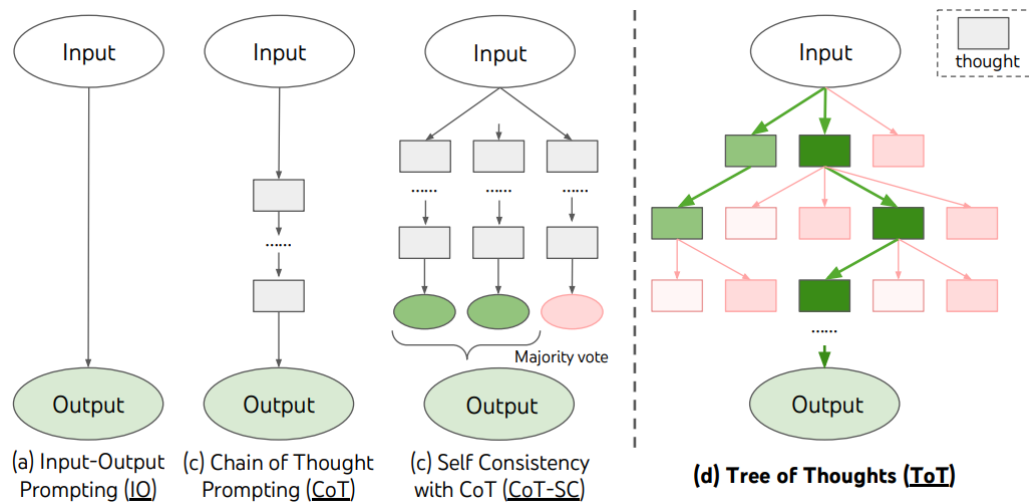 Input
Input
Input
Input
thought
......
......
......
......
Majority vote
......
Output
Output
Output
Output
(a) Input-Output
Prompting (IO)
(c) Chain of Thought
Prompting (CoT)
(c) Self Consistency
with CoT (CoT-SC)
(d) Tree of Thoughts (ToT)